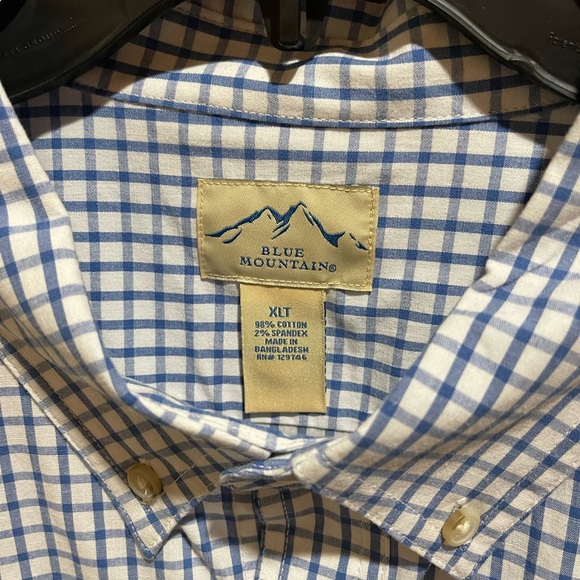 BLUE
MOUNTAIN®
XLT
98% COTTON
2% SPANDEX
MADE IN
BANGLADESH
RN# 129746